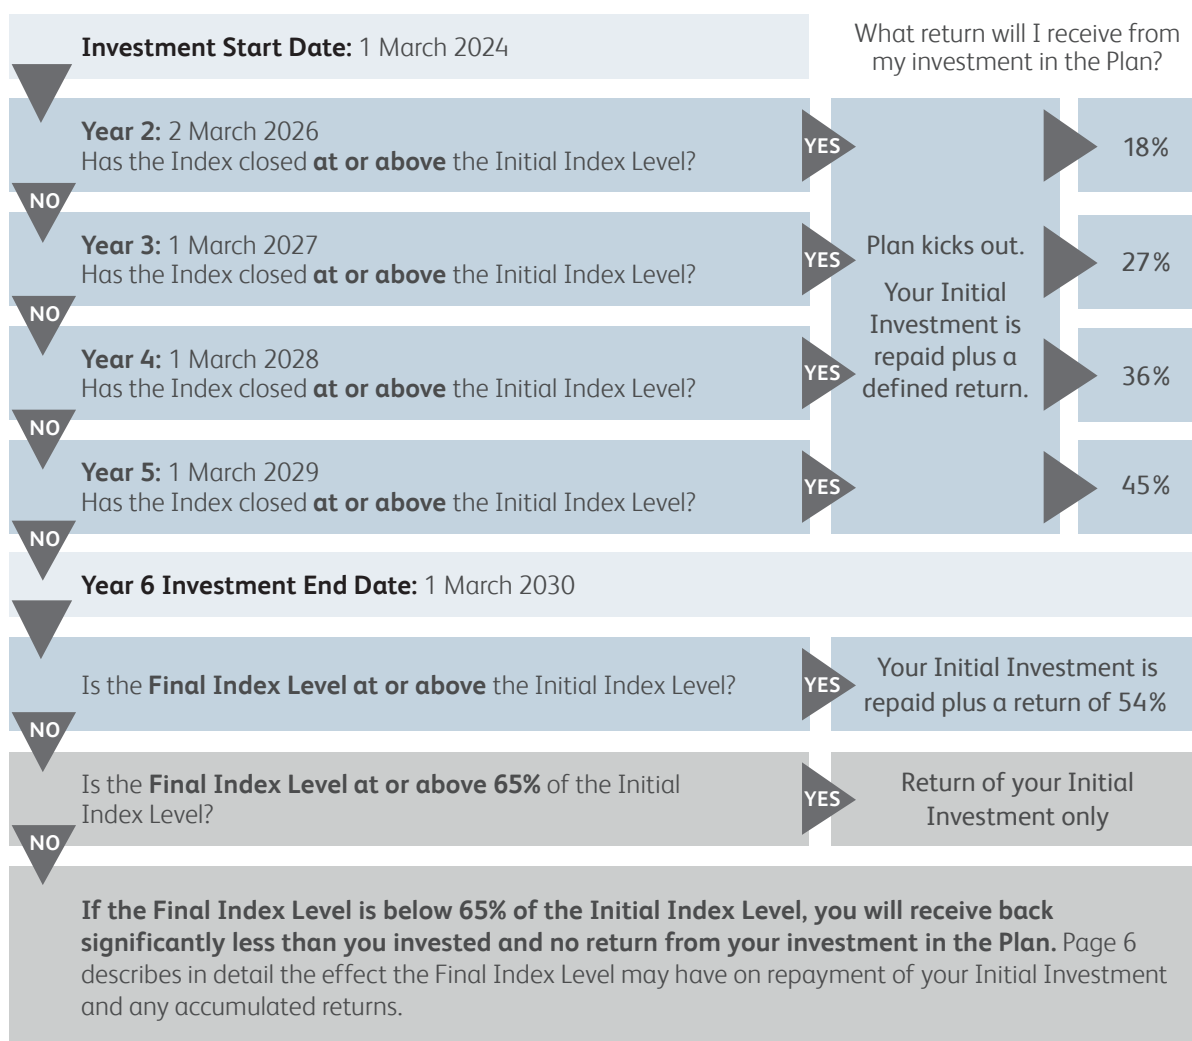 Investment Start Date: 1 March 2024
What return will I receive from
my investment in the Plan?
Year 2: 2 March 2026
Has the Index closed at or above the Initial Index Level?
YES
18%
NO
Year 3: 1 March 2027
Has the Index closed at or above the Initial Index Level?
YES
Plan kicks out.
Your Initial
Investment is
repaid plus a
defined return.
27%
NO
Year 4: 1 March 2028
Has the Index closed at or above the Initial Index Level?
YES
36%
NO
Year 5: 1 March 2029
Has the Index closed at or above the Initial Index Level?
YES
45%
NO
Year 6 Investment End Date: 1 March 2030
Is the Final Index Level at or above the Initial Index Level?
YES
Your Initial Investment is
repaid plus a return of 54%
NO
Is the Final Index Level at or above 65% of the Initial
Index Level?
YES
Return of your Initial
Investment only
NO
If the Final Index Level is below 65% of the Initial Index Level, you will receive back
significantly less than you invested and no return from your investment in the Plan. Page 6
describes in detail the effect the Final Index Level may have on repayment of your Initial Investment
and any accumulated returns.